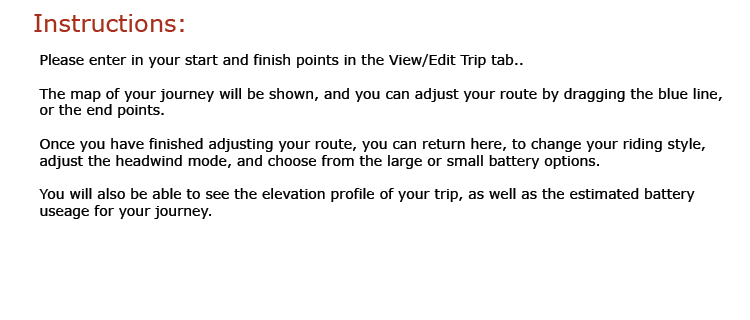 Instructions:
Please enter in your start and finish points in the View/Edit Trip tab..
The map of your journey will be shown, and you can adjust your route by dragging the blue line,
or the end points.
Once you have finished adjusting your route, you can return here, to change your riding style,
adjust the headwind mode, and choose from the large or small battery options.
You will also be able to see the elevation profile of your trip, as well as the estimated battery
useage for your journey.